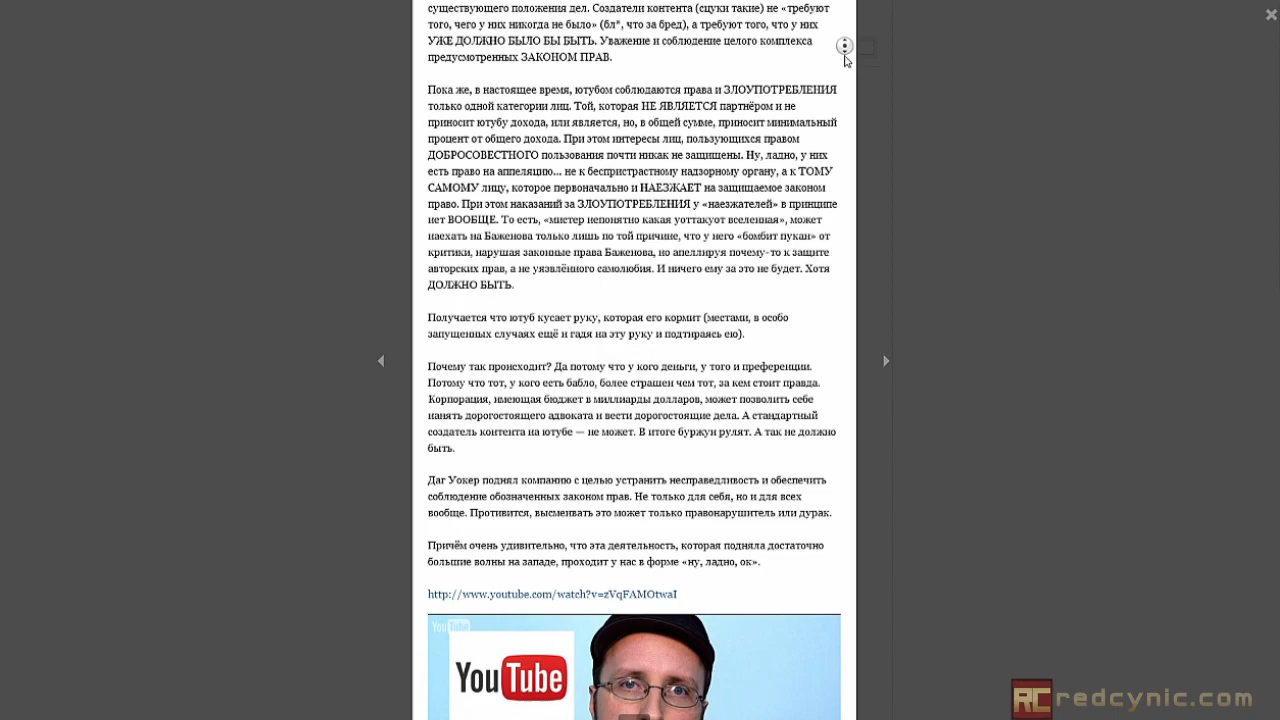 существующего положения дел. Создатели контента (сцуки такие) не «требуют
того, чего у них никогда не было» (бл*, что за бред), а требуют того, что у них
УЖЕ ДОЛЖНО БЫЛО БЫ БЫТЬ. Уважение и соблюдение целого комплекса
предусмотренных ЗАКОНОМ ПРАВ.
Пока же, в настоящее время, ютубом соблюдаются права и ЗЛОУПОТРЕБЛЕНИЯ
только одной категории лиц. Той, которая НЕ ЯВЛЯЕТСЯ партнёром и не
приносит ютубу дохода, или является, но, в общей сумме, приносит минимальный
процент от общего дохода. При этом интересы лиц, пользующихся правом
ДОБРОСОВЕСТНОГО пользования почти никак не защищены. Ну, ладно, у них
есть право на аппеляцию... не к беспристрастному надзорному органу, а к ТОМУ
САМОМУ лицу, которое первоначально и НАЕЗЖАЕТ на защищаемое законом
право. При этом наказаний за ЗЛОУПОТРЕБЛЕНИЯ у «наезжателей» в принципе
нет ВООБЩЕ. То есть, «мистер непонятно какая уоттакуот вселенная», может
наехать на Баженова только лишь по той причине, что у него «бомбит пукан» от
критики, нарушая законные права Баженова, но апеллируя почему-то к защите
авторских прав, а не уязвлённого самолюбия. И ничего ему за это не будет. Хотя
ДОЛЖНО БЫТЬ.
Получается что ютуб кусает руку, которая его кормит (местами, в особо
запущенных случаях ещё и гадя на эту руку и подтираясь ею).
Почему так происходит? Да потому что у кого деньги, у того и преференции.
Потому что тот, у кого есть бабло, более страшен чем тот, за кем стоит правда.
Корпорация, имеющая бюджет в миллиарды долларов, может позволить себе
нанять дорогостоящего адвоката и вести дорогостоящие дела. А стандартный
создатель контента на ютубе — не может. В итоге буржуи рулят. А так не должно
быть.
Даг Уокер поднял компанию с целью устранить несправедливость и обеспечить
соблюдение обозначенных законом прав. Не только для себя, но и для всех
вообще. Противится, высмеивать это может только правонарушитель или дурак.
Причём очень удивительно, что эта деятельность, которая подняла достаточно
большие волны на западе, проходит у нас в форме «ну, ладно, ок».
http://www.youtube.com/watch?v=zVqFAMOtwaI
YouTube
YouTube
RC redcynic.com